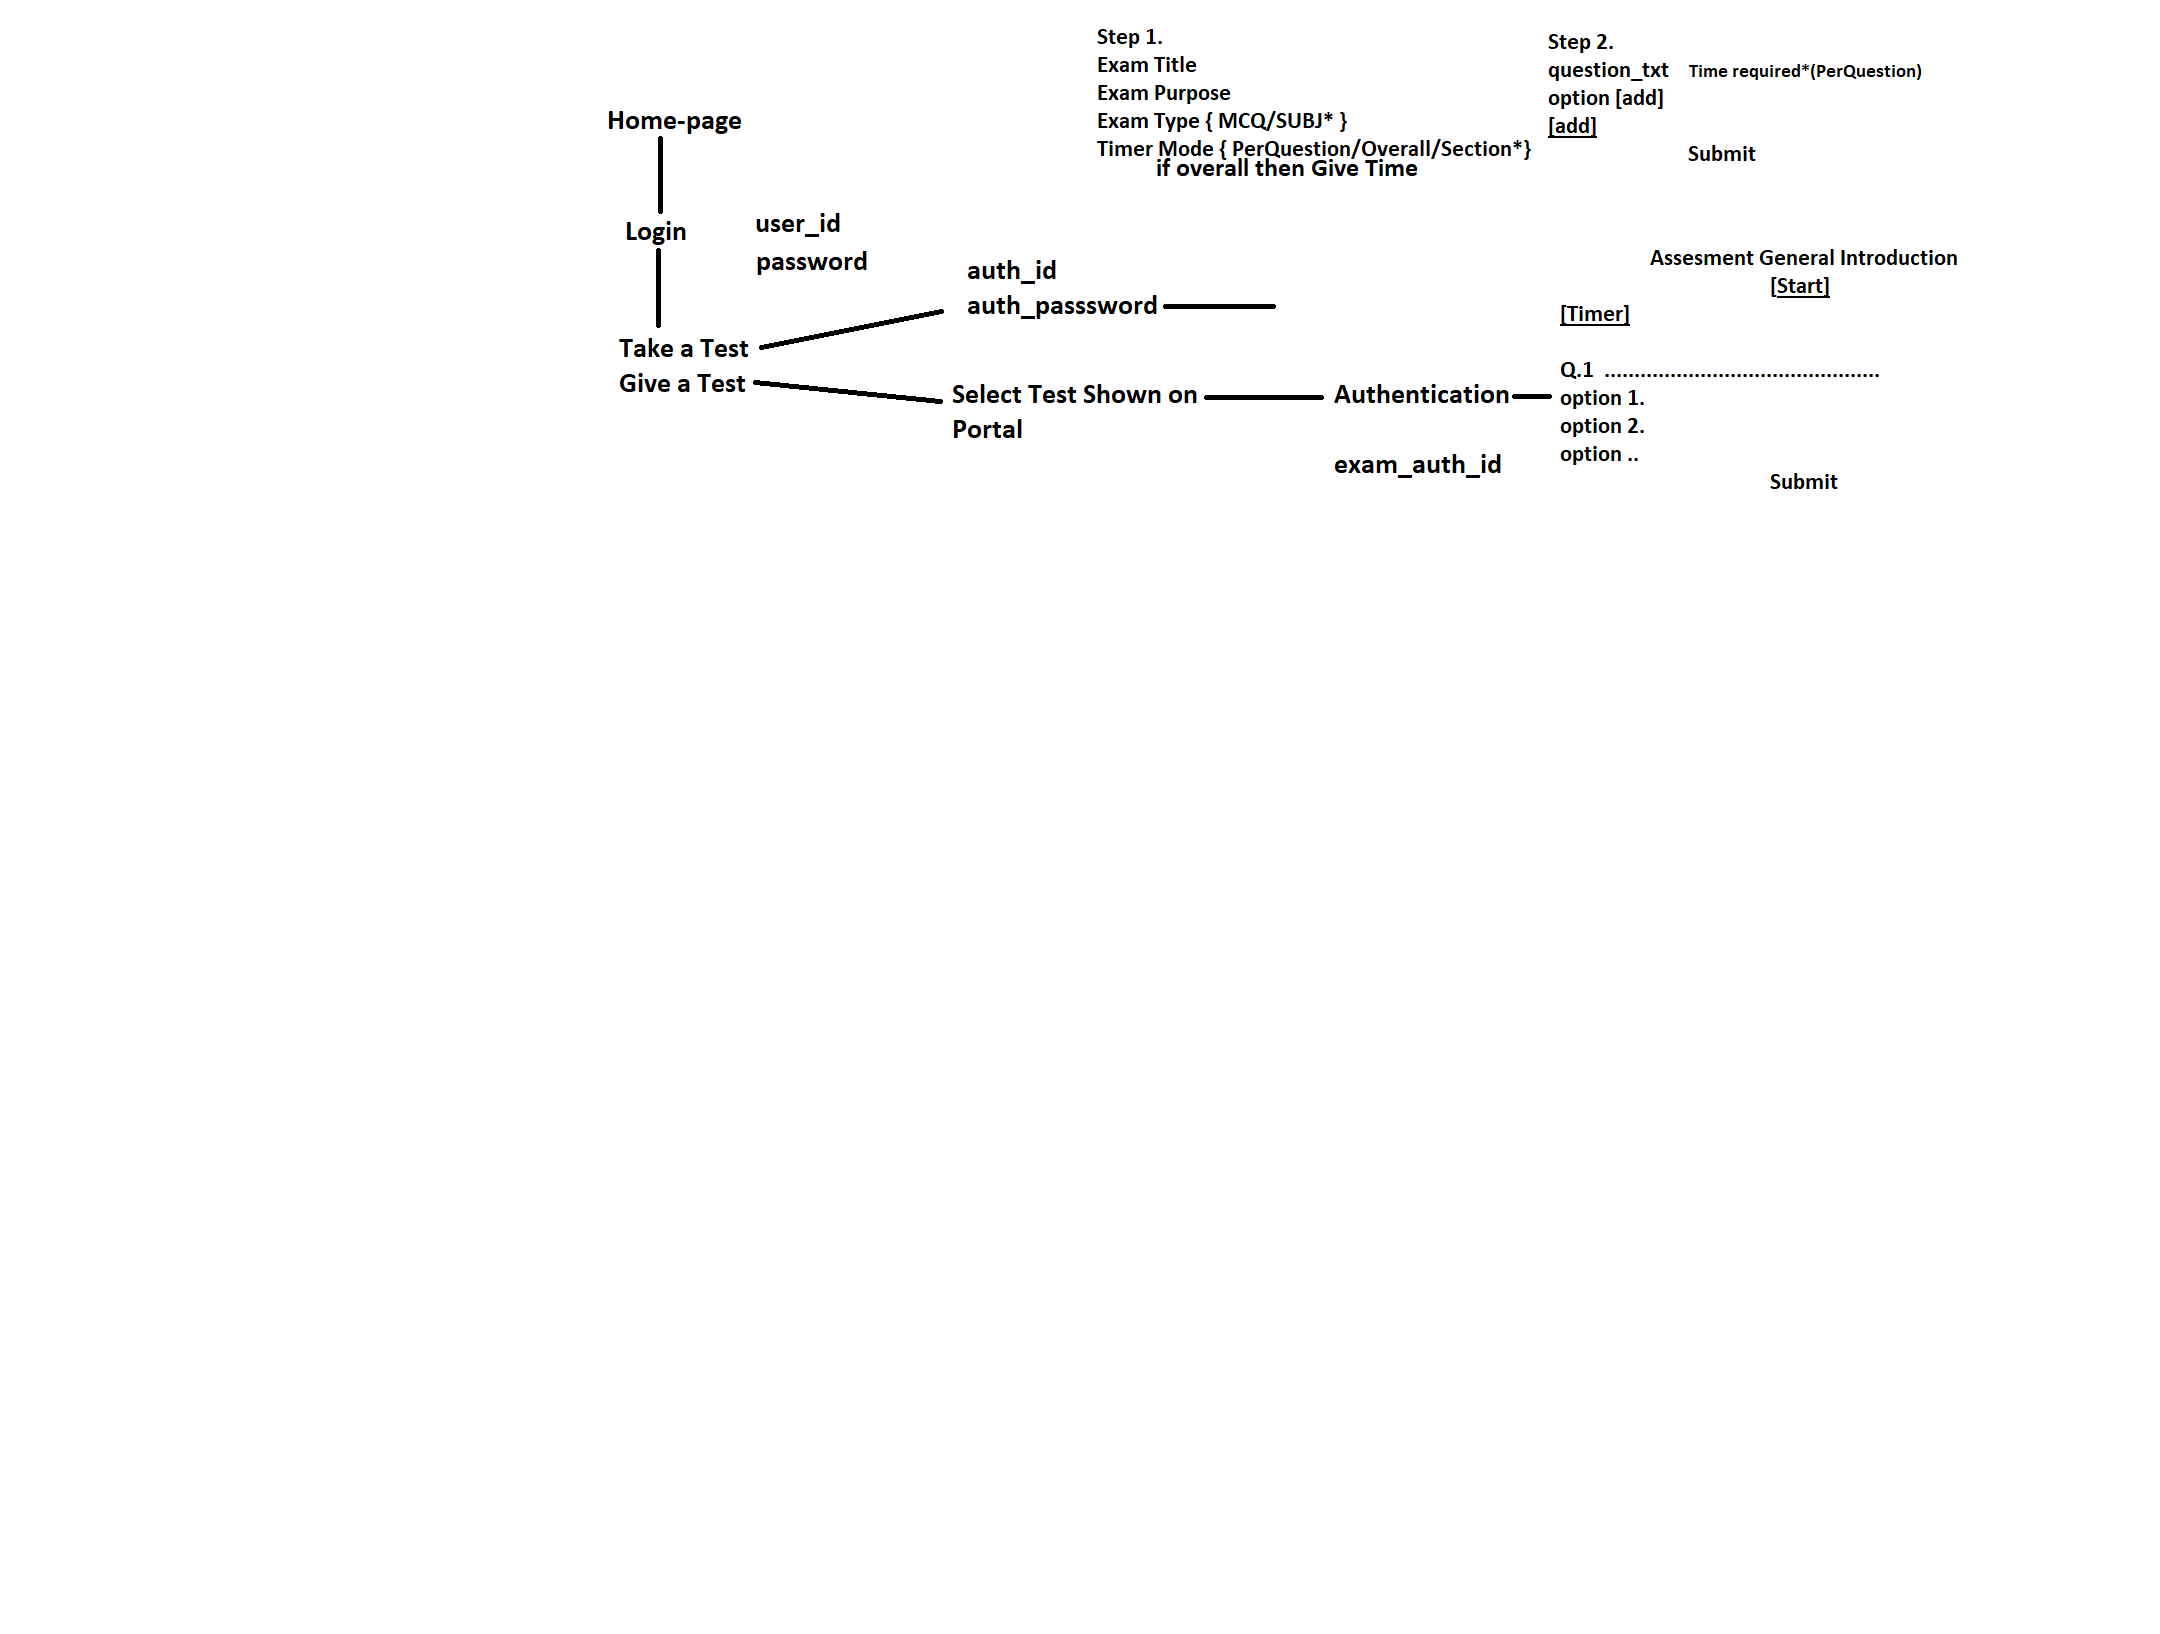 Step 1.
Exam Title
Exam Purpose
Exam Type { MCQ/SUBJ* }
Timer Mode { PerQuestion/Overall/Section*}
if overall then Give Time
Step 2.
question_txt Time required*(PerQuestion)
option [add]
[add]
Submit
Home-page
Login
user_id
password
Take a Test
Give a Test
auth_id
auth_passsword
Select Test Shown on
Portal
Authentication
exam_auth_id
Assesment General Introduction
[Start]
[Timer]
Q.1 ..............................................
option 1.
option 2.
option ..
Submit